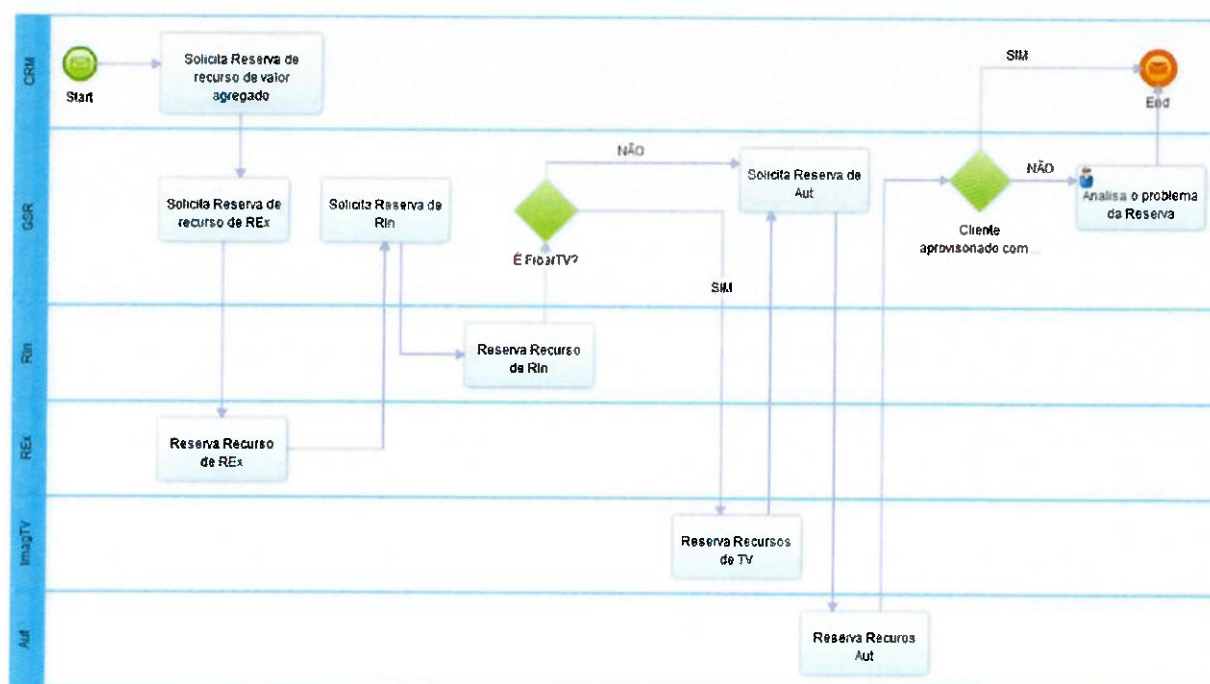 CRM
Start
Solicita Reserva de
recurso de valor
agregado
SIM
End
GSR
Solicita Reserva de
recurso de REx
Solicita Reserva de
RIn
É FibarTV?
NÃO
SIM
Solicita Reserva de
Aut
Cliente
aprovisonado com ...
NÃO
Analisa o problema
da Reserva
RIn
Reserva Recurso
de RIn
REx
Reserva Recurso
de REx
ImagTV
Reserva Recursos
de TV
Aut
Reserva Recuros
Aut